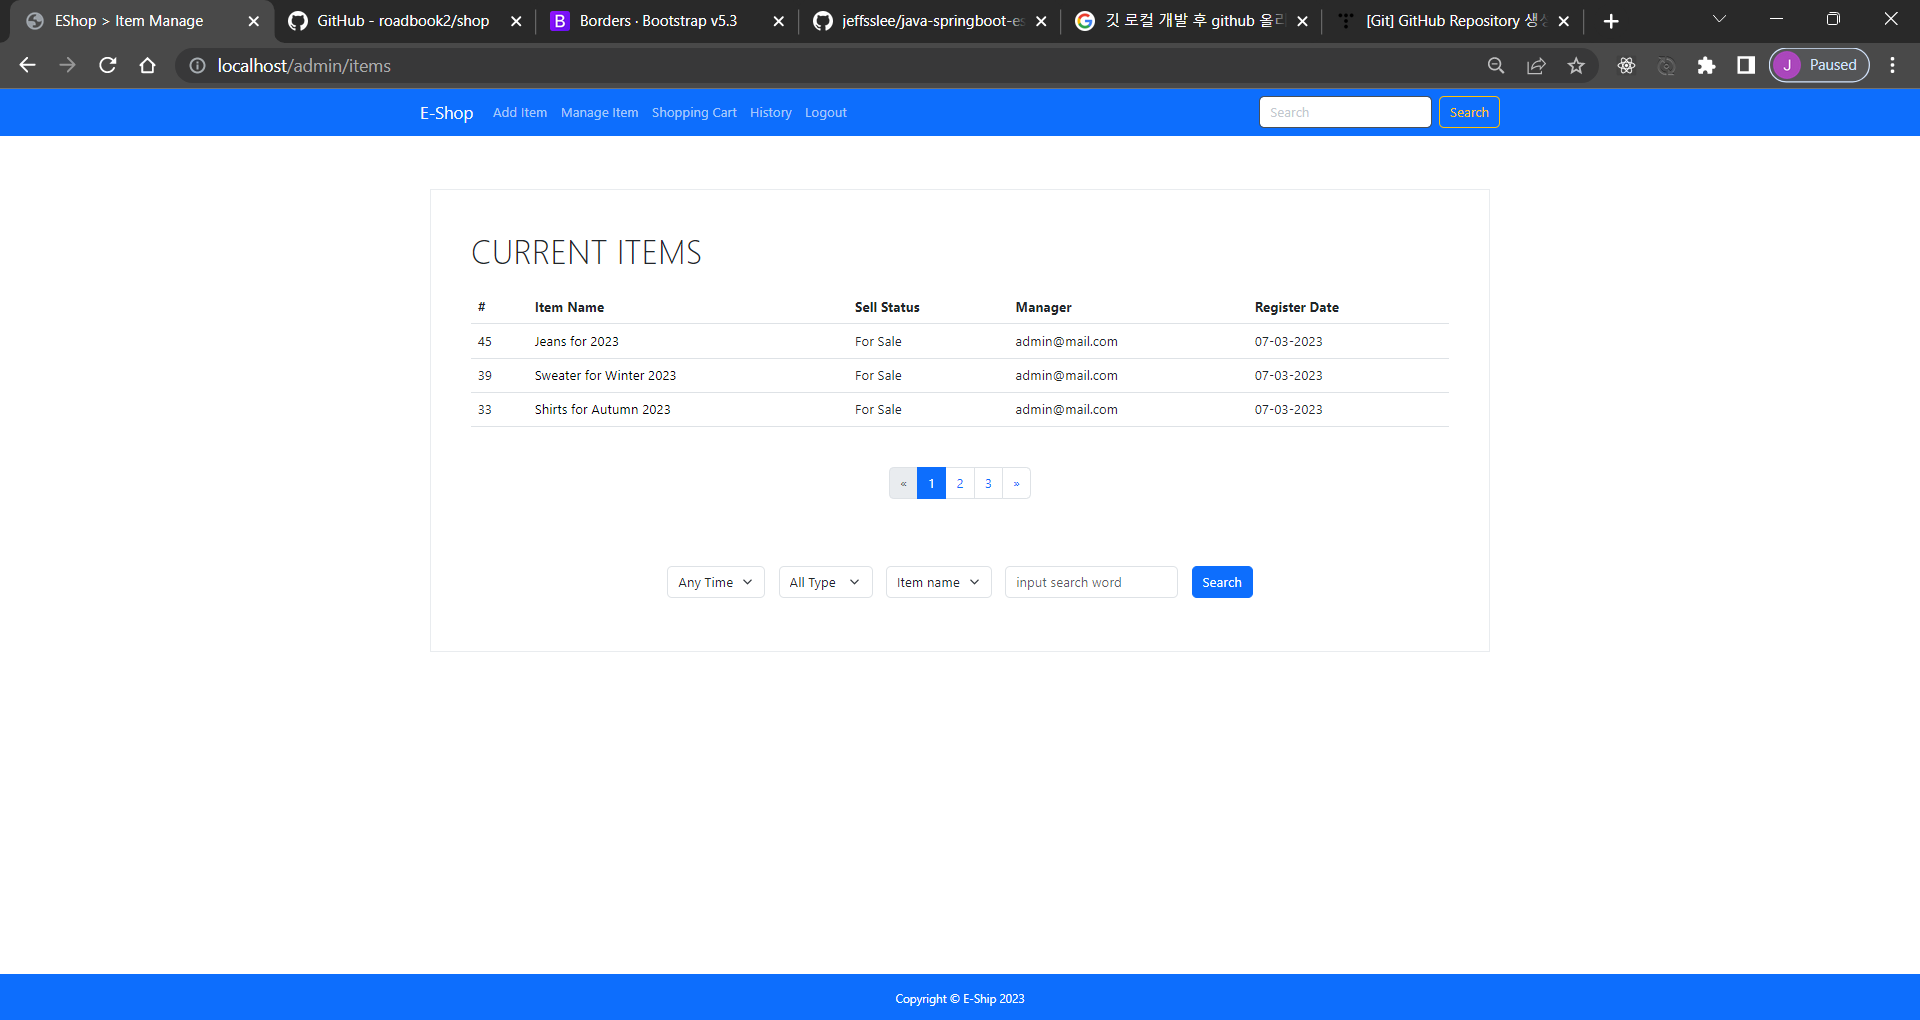 EShop > Item Manage
GitHub - roadbook2/shop
Borders · Bootstrap v5.3
jeffsslee/java-springboot-es
깃 로컬 개발 후 github 올리
[Git] GitHub Repository 생성
localhost/admin/items
J Paused
E-Shop Add Item Manage Item Shopping Cart History Logout Search Search
CURRENT ITEMS
# Item Name Sell Status Manager Register Date
45 Jeans for 2023 For Sale admin@mail.com 07-03-2023
39 Sweater for Winter 2023 For Sale admin@mail.com 07-03-2023
33 Shirts for Autumn 2023 For Sale admin@mail.com 07-03-2023
« 1 2 3 »
Any Time All Type Item name input search word Search
Copyright © E-Ship 2023